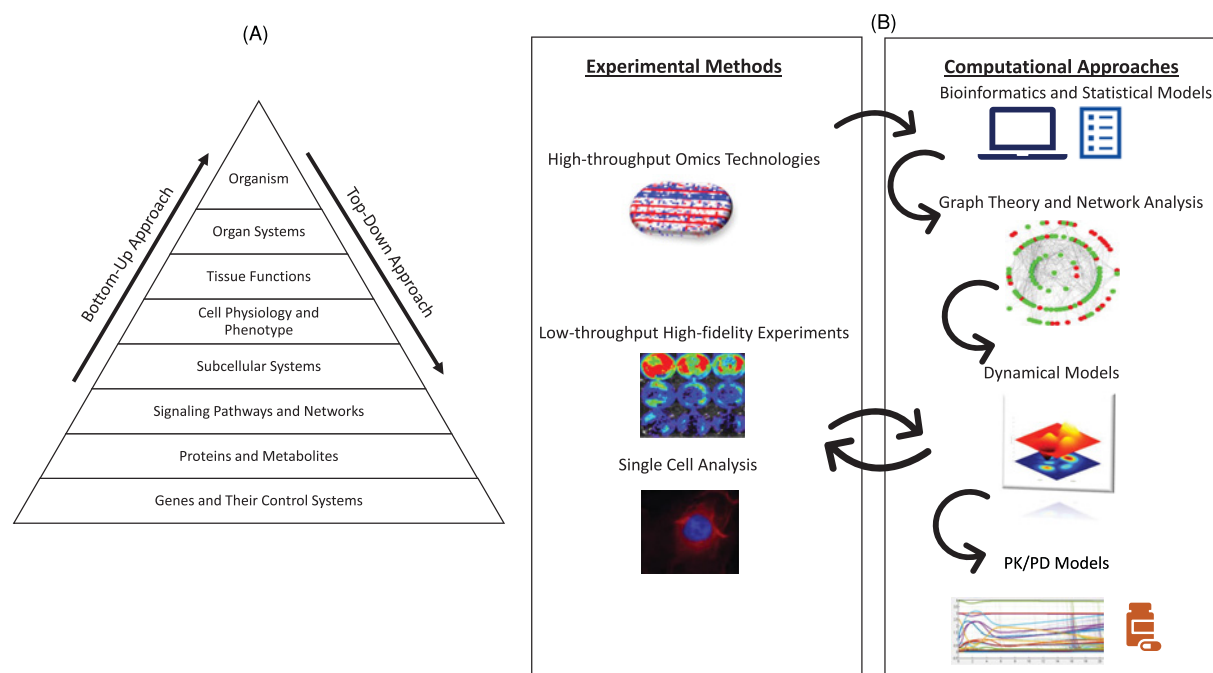 (A)
Bottom-Up Approach
Top-Down Approach
Organism
Organ Systems
Tissue Functions
Cell Physiology and
Phenotype
Subcellular Systems
Signaling Pathways and Networks
Proteins and Metabolites
Genes and Their Control Systems
(B)
Experimental Methods
High-throughput Omics Technologies
Low-throughput High-fidelity Experiments
Single Cell Analysis
Computational Approaches
Bioinformatics and Statistical Models
Graph Theory and Network Analysis
Dynamical Models
PK/PD Models